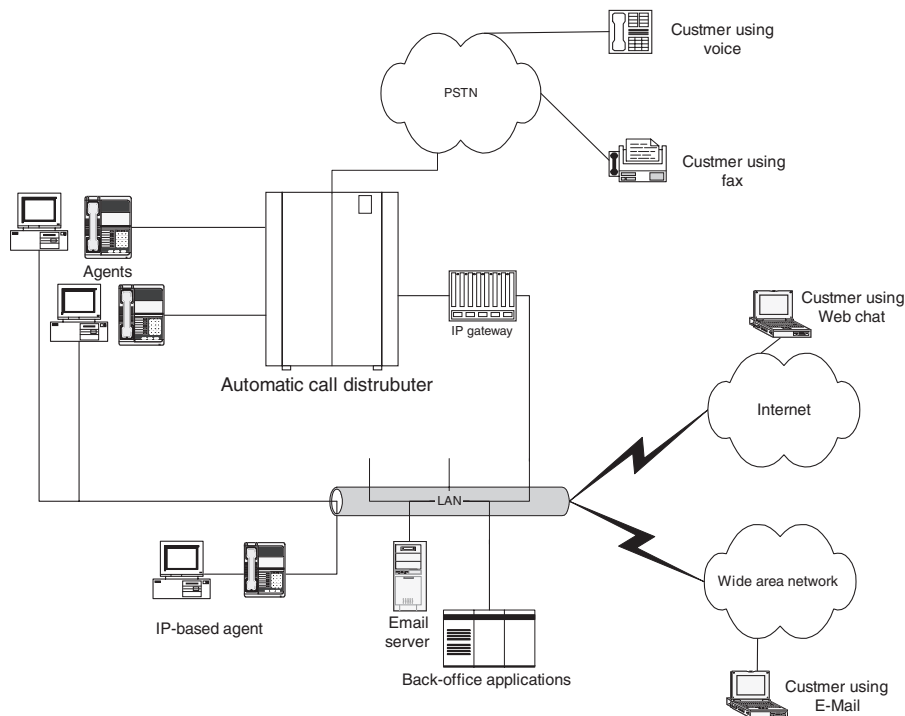 Custmer using
voice
PSTN
Custmer using
fax
Agents
IP gateway
Automatic call distrubuter
Custmer using
Web chat
Internet
LAN
Wide area network
IP-based agent
Email
server
Back-office applications
Custmer using
E-Mail